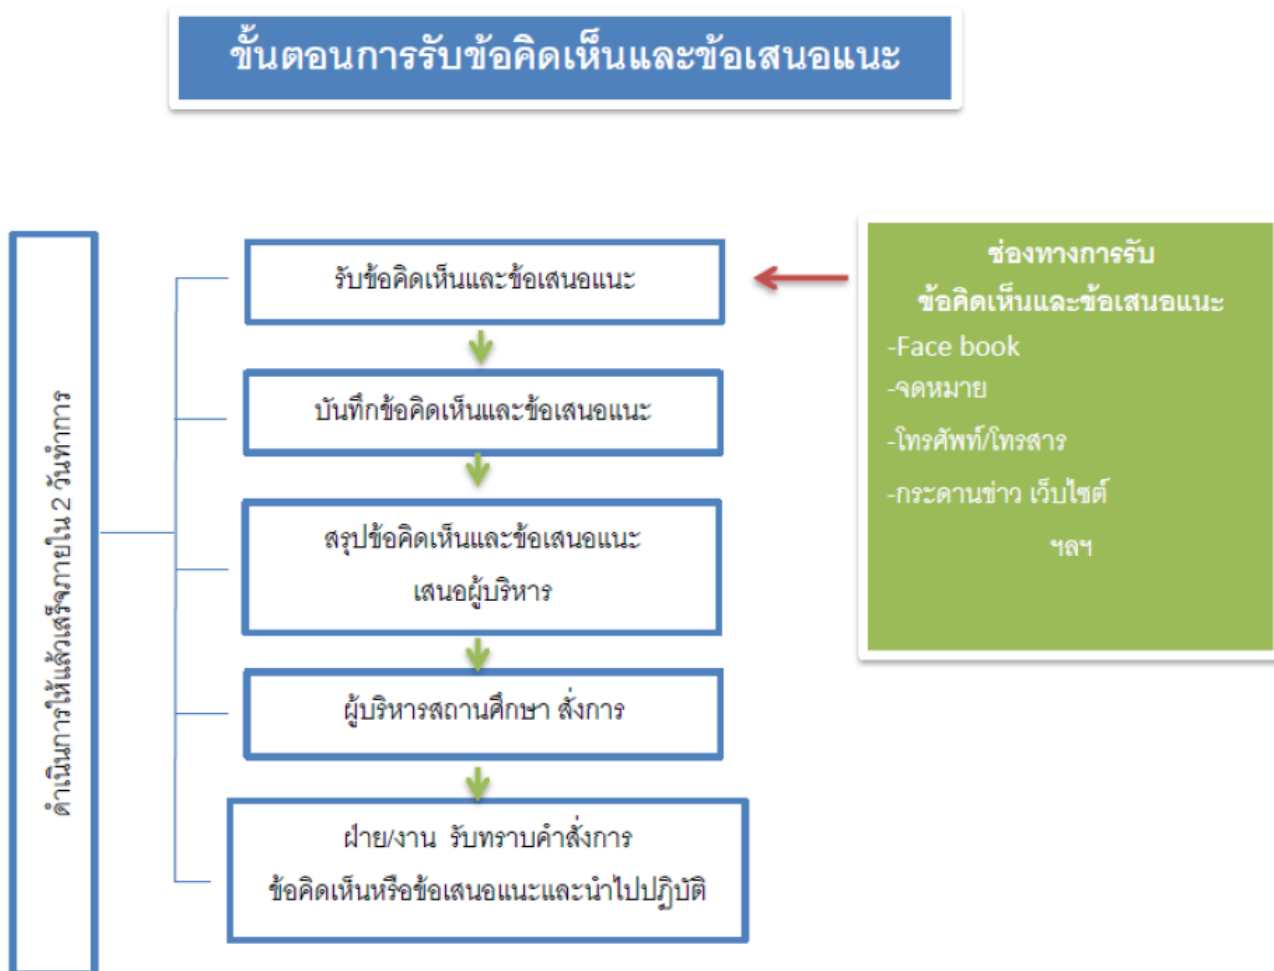 ขั้นตอนการรับข้อคิดเห็นและข้อเสนอแนะ
ดำเนินการให้แล้วเสร็จภายใน 2 วันทำการ
รับข้อคิดเห็นและข้อเสนอแนะ
บันทึกข้อคิดเห็นและข้อเสนอแนะ
สรุปข้อคิดเห็นและข้อเสนอแนะ
เสนอผู้บริหาร
ผู้บริหารสถานศึกษา สั่งการ
ฝ่าย/งาน รับทราบคำสั่งการ
ข้อคิดเห็นหรือข้อเสนอแนะและนำไปปฏิบัติ
ช่องทางการรับ
ข้อคิดเห็นและข้อเสนอแนะ
-Face book
-จดหมาย
-โทรศัพท์/โทรสาร
-กระดานข่าว เว็บไซต์
ฯลฯ